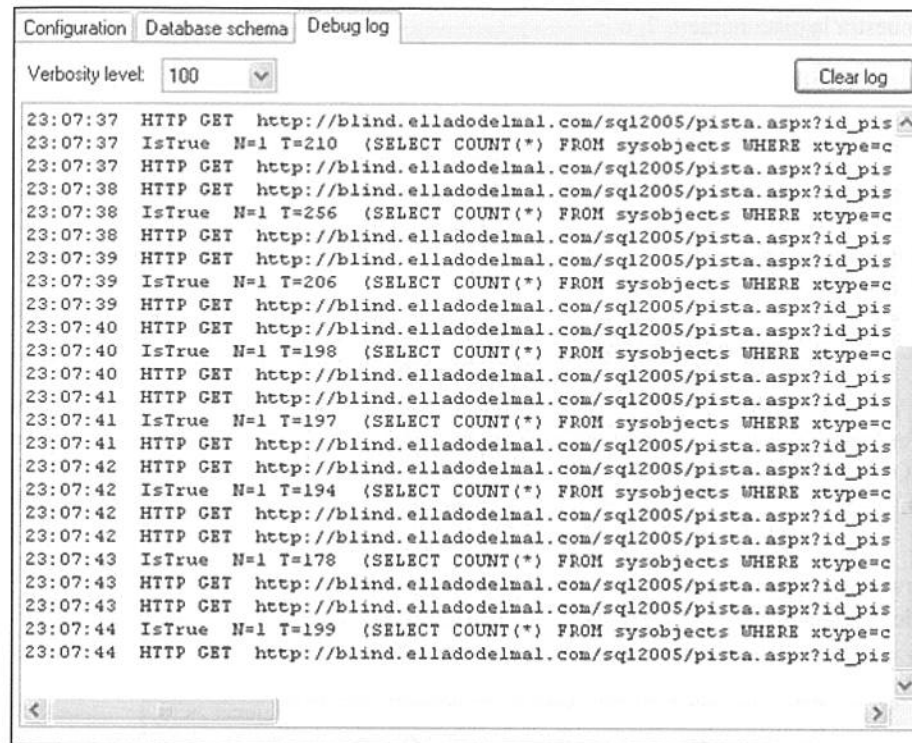 Configuration Database schema Debug log
Verbosity level: 100 Clear log
23:07:37 HTTP GET http://blind.elladodelmal.com/sql2005/pista.aspx?id_pis
23:07:37 IsTrue N=1 T=210 (SELECT COUNT(*) FROM sysobjects WHERE xtype=c
23:07:37 HTTP GET http://blind.elladodelmal.com/sql2005/pista.aspx?id_pis
23:07:38 HTTP GET http://blind.elladodelmal.com/sql2005/pista.aspx?id_pis
23:07:38 IsTrue N=1 T=256 (SELECT COUNT(*) FROM sysobjects WHERE xtype=c
23:07:38 HTTP GET http://blind.elladodelmal.com/sql2005/pista.aspx?id_pis
23:07:39 HTTP GET http://blind.elladodelmal.com/sql2005/pista.aspx?id_pis
23:07:39 IsTrue N=1 T=206 (SELECT COUNT(*) FROM sysobjects WHERE xtype=c
23:07:39 HTTP GET http://blind.elladodelmal.com/sql2005/pista.aspx?id_pis
23:07:40 HTTP GET http://blind.elladodelmal.com/sql2005/pista.aspx?id_pis
23:07:40 IsTrue N=1 T=198 (SELECT COUNT(*) FROM sysobjects WHERE xtype=c
23:07:40 HTTP GET http://blind.elladodelmal.com/sql2005/pista.aspx?id_pis
23:07:41 HTTP GET http://blind.elladodelmal.com/sql2005/pista.aspx?id_pis
23:07:41 IsTrue N=1 T=197 (SELECT COUNT(*) FROM sysobjects WHERE xtype=c
23:07:41 HTTP GET http://blind.elladodelmal.com/sql2005/pista.aspx?id_pis
23:07:42 HTTP GET http://blind.elladodelmal.com/sql2005/pista.aspx?id_pis
23:07:42 IsTrue N=1 T=194 (SELECT COUNT(*) FROM sysobjects WHERE xtype=c
23:07:42 HTTP GET http://blind.elladodelmal.com/sql2005/pista.aspx?id_pis
23:07:42 HTTP GET http://blind.elladodelmal.com/sql2005/pista.aspx?id_pis
23:07:43 IsTrue N=1 T=178 (SELECT COUNT(*) FROM sysobjects WHERE xtype=c
23:07:43 HTTP GET http://blind.elladodelmal.com/sql2005/pista.aspx?id_pis
23:07:43 HTTP GET http://blind.elladodelmal.com/sql2005/pista.aspx?id_pis
23:07:44 IsTrue N=1 T=199 (SELECT COUNT(*) FROM sysobjects WHERE xtype=c
23:07:44 HTTP GET http://blind.elladodelmal.com/sql2005/pista.aspx?id_pis